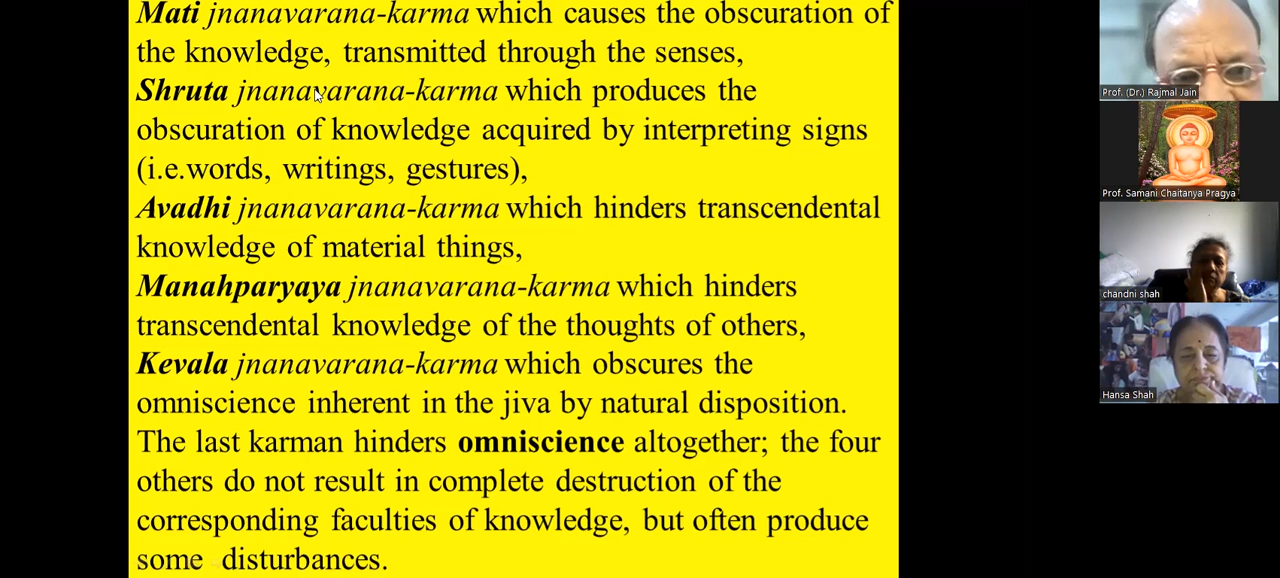 Mati jnanavarana-karma which causes the obscuration of
the knowledge, transmitted through the senses,
Shruta jnanavarana-karma which produces the
obscuration of knowledge acquired by interpreting signs
(i.e.words, writings, gestures),
Avadhi jnanavarana-karma which hinders transcendental
knowledge of material things,
Manahparyaya jnanavarana-karma which hinders
transcendental knowledge of the thoughts of others,
Kevala jnanavarana-karma which obscures the
omniscience inherent in the jiva by natural disposition.
The last karman hinders omniscience altogether; the four
others do not result in complete destruction of the
corresponding faculties of knowledge, but often produce
some disturbances.
Prof. (Dr.) Rajmal Jain
Prof. Samani Chaitanya Pragya
chandni shah
Hansa Shah